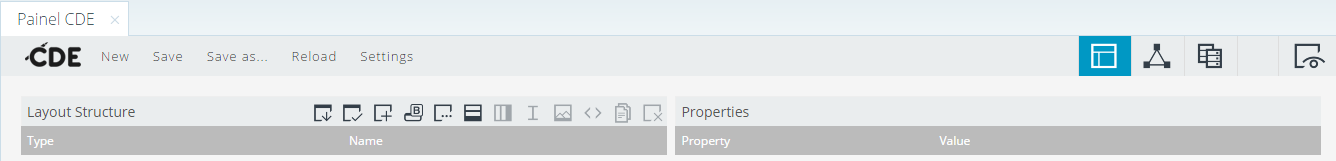 Painel CDE ×
CDE New Save Save as... Reload Settings
Layout Structure B Properties
Type Name Property Value